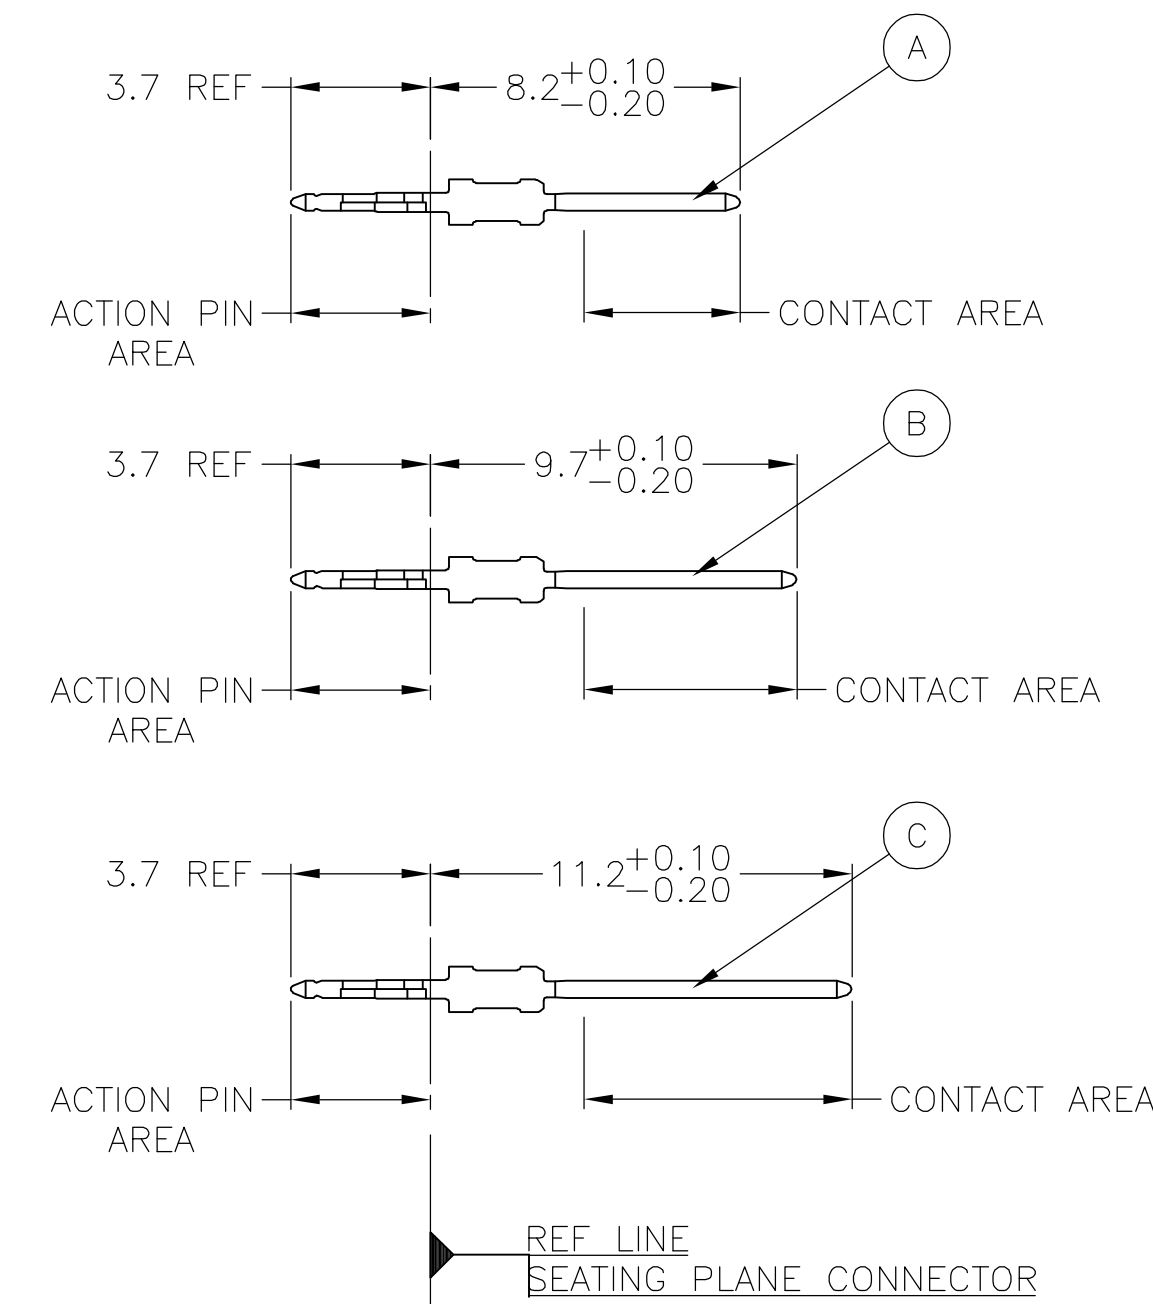 A
3.7 REF
8.2 +0.10
-0.20
ACTION PIN
AREA
CONTACT AREA
B
3.7 REF
9.7 +0.10
-0.20
ACTION PIN
AREA
CONTACT AREA
C
3.7 REF
11.2 +0.10
-0.20
ACTION PIN
AREA
CONTACT AREA
REF LINE
SEATING PLANE CONNECTOR